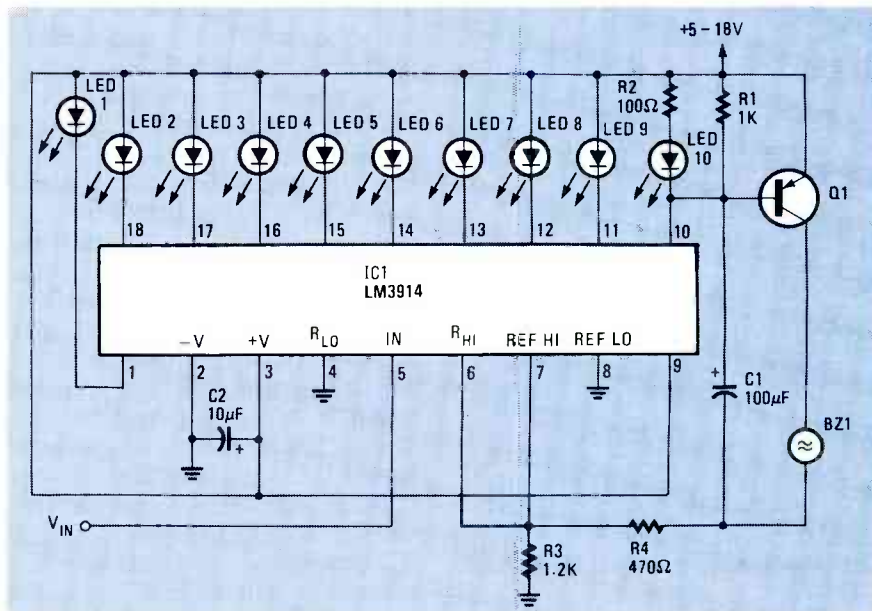 +5-18V
LED
1
LED 2
LED 3
LED 4
LED 5
LED 6
LED 7
LED 8
LED 9
R2
100Ω
LED
10
R1
1K
Q1
18
17
16
15
14
13
12
11
10
IC1
LM3914
−V
+V
RLO
IN
RHI
REF HI
REF LO
1
2
3
4
5
6
7
8
9
C2
10µF
+
+
C1
100µF
BZ1
≈
VIN
R3
1.2K
R4
470Ω